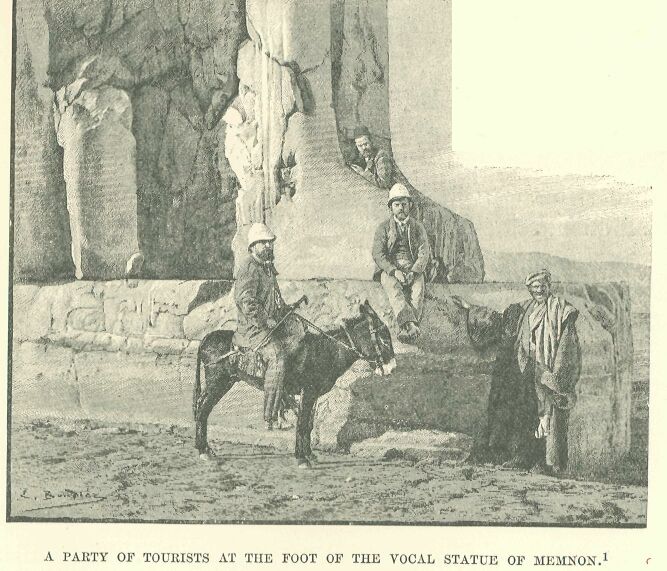 A PARTY OF TOURISTS AT THE FOOT OF THE VOCAL STATUE OF MEMNON.¹